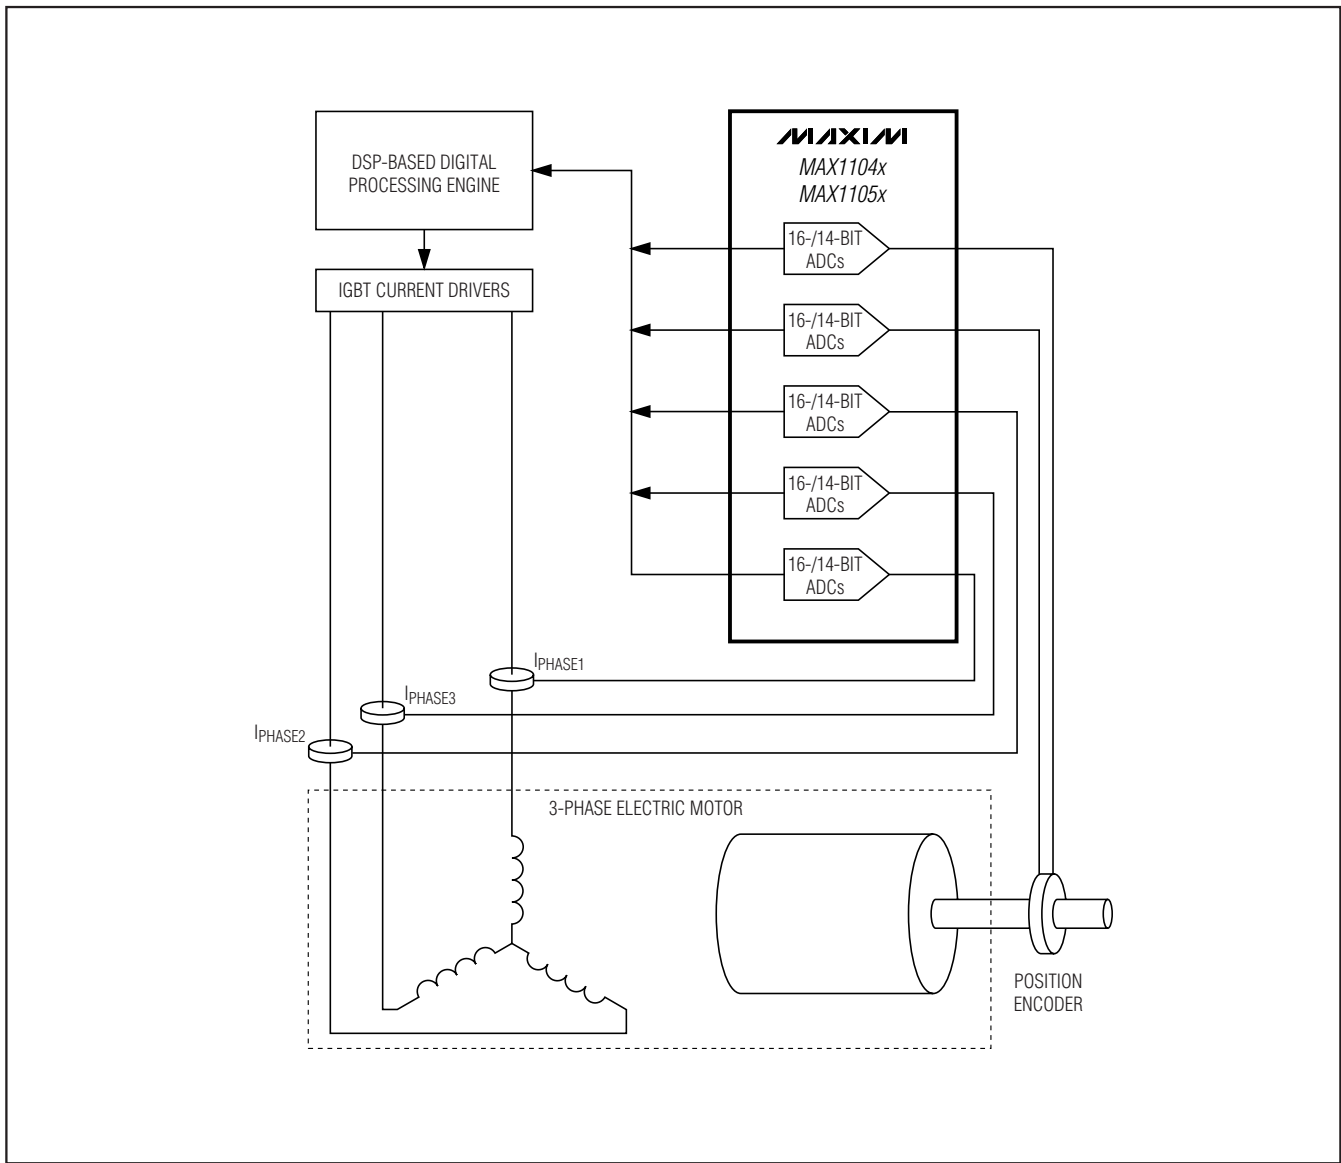 MAXIM
MAX1104x
MAX1105x
DSP-BASED DIGITAL
PROCESSING ENGINE
16-/14-BIT
ADCs
IGBT CURRENT DRIVERS
16-/14-BIT
ADCs
16-/14-BIT
ADCs
16-/14-BIT
ADCs
16-/14-BIT
ADCs
IPHASE1
IPHASE3
IPHASE2
3-PHASE ELECTRIC MOTOR
POSITION
ENCODER